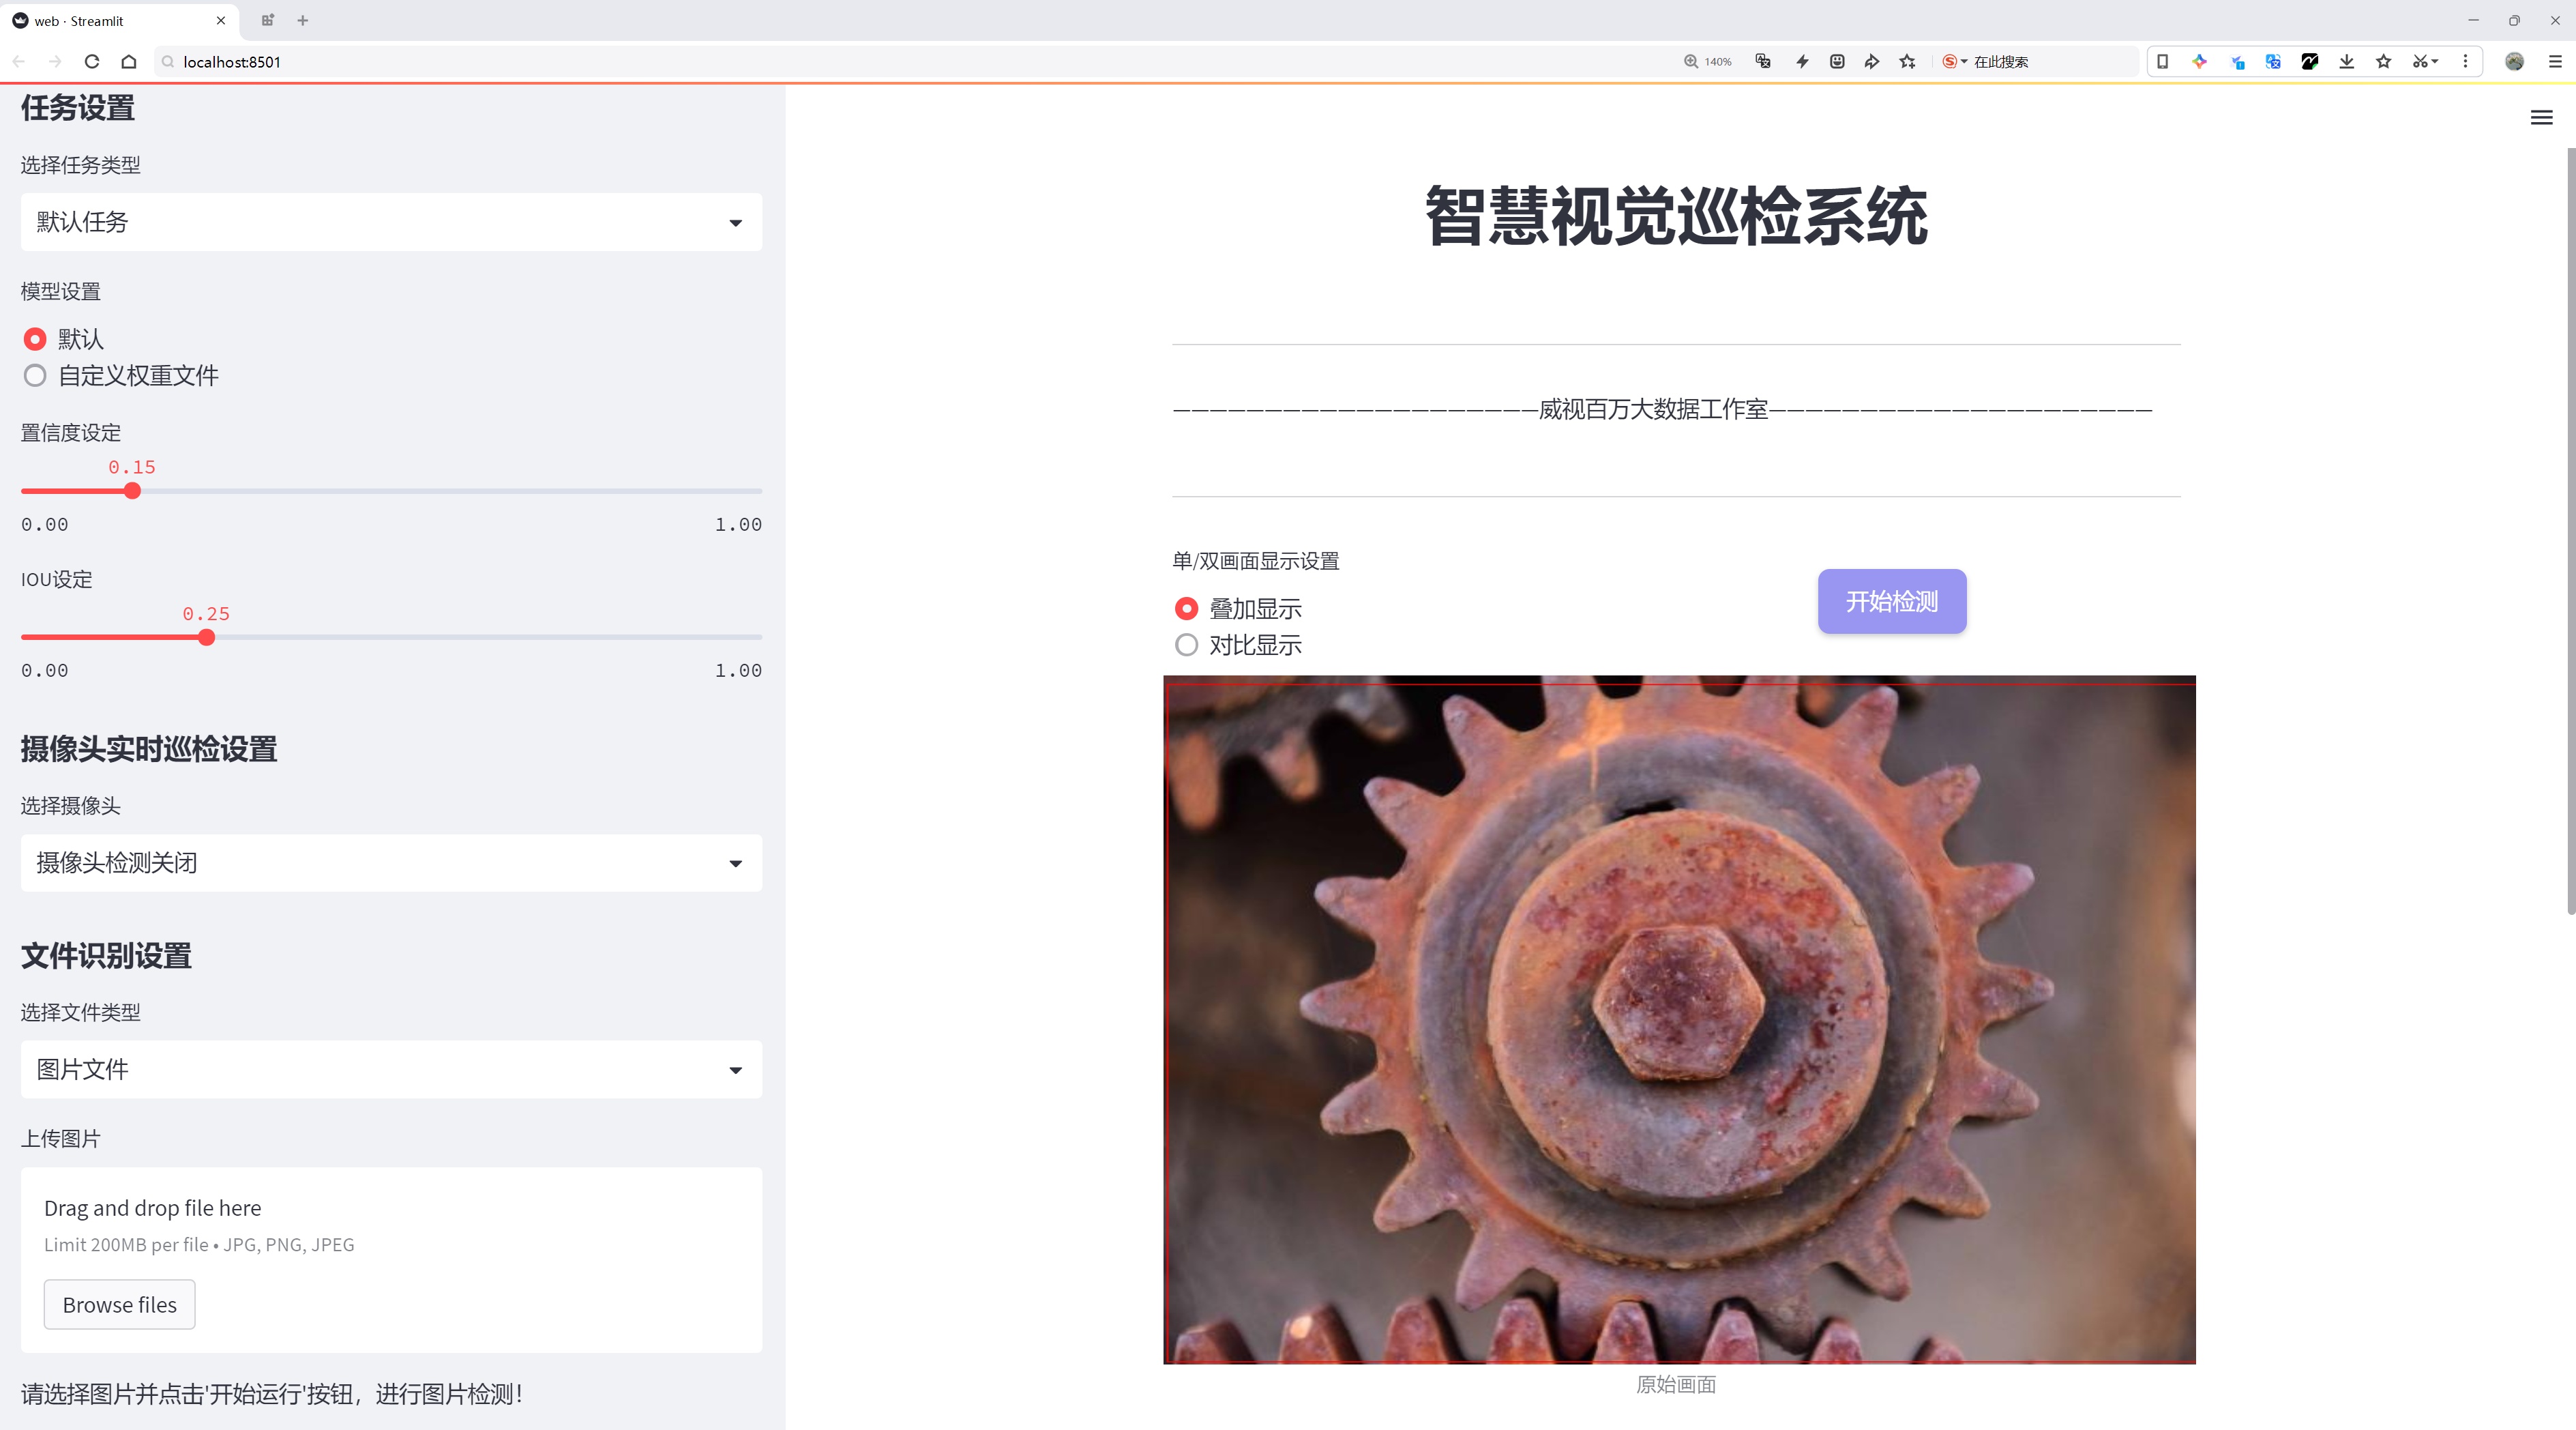 web · Streamlit
localhost:8501
140%
在此搜索
任务设置
选择任务类型
默认任务
模型设置
默认
自定义权重文件
置信度设定
0.15
0.00
1.00
IOU设定
0.25
0.00
1.00
摄像头实时巡检设置
选择摄像头
摄像头检测关闭
文件识别设置
选择文件类型
图片文件
上传图片
Drag and drop file here
Limit 200MB per file • JPG, PNG, JPEG
Browse files
请选择图片并点击'开始运行'按钮，进行图片检测！
智慧视觉巡检系统
————————————————————威视百万大数据工作室—————————————————————
单/双画面显示设置
叠加显示
对比显示
开始检测
原始画面